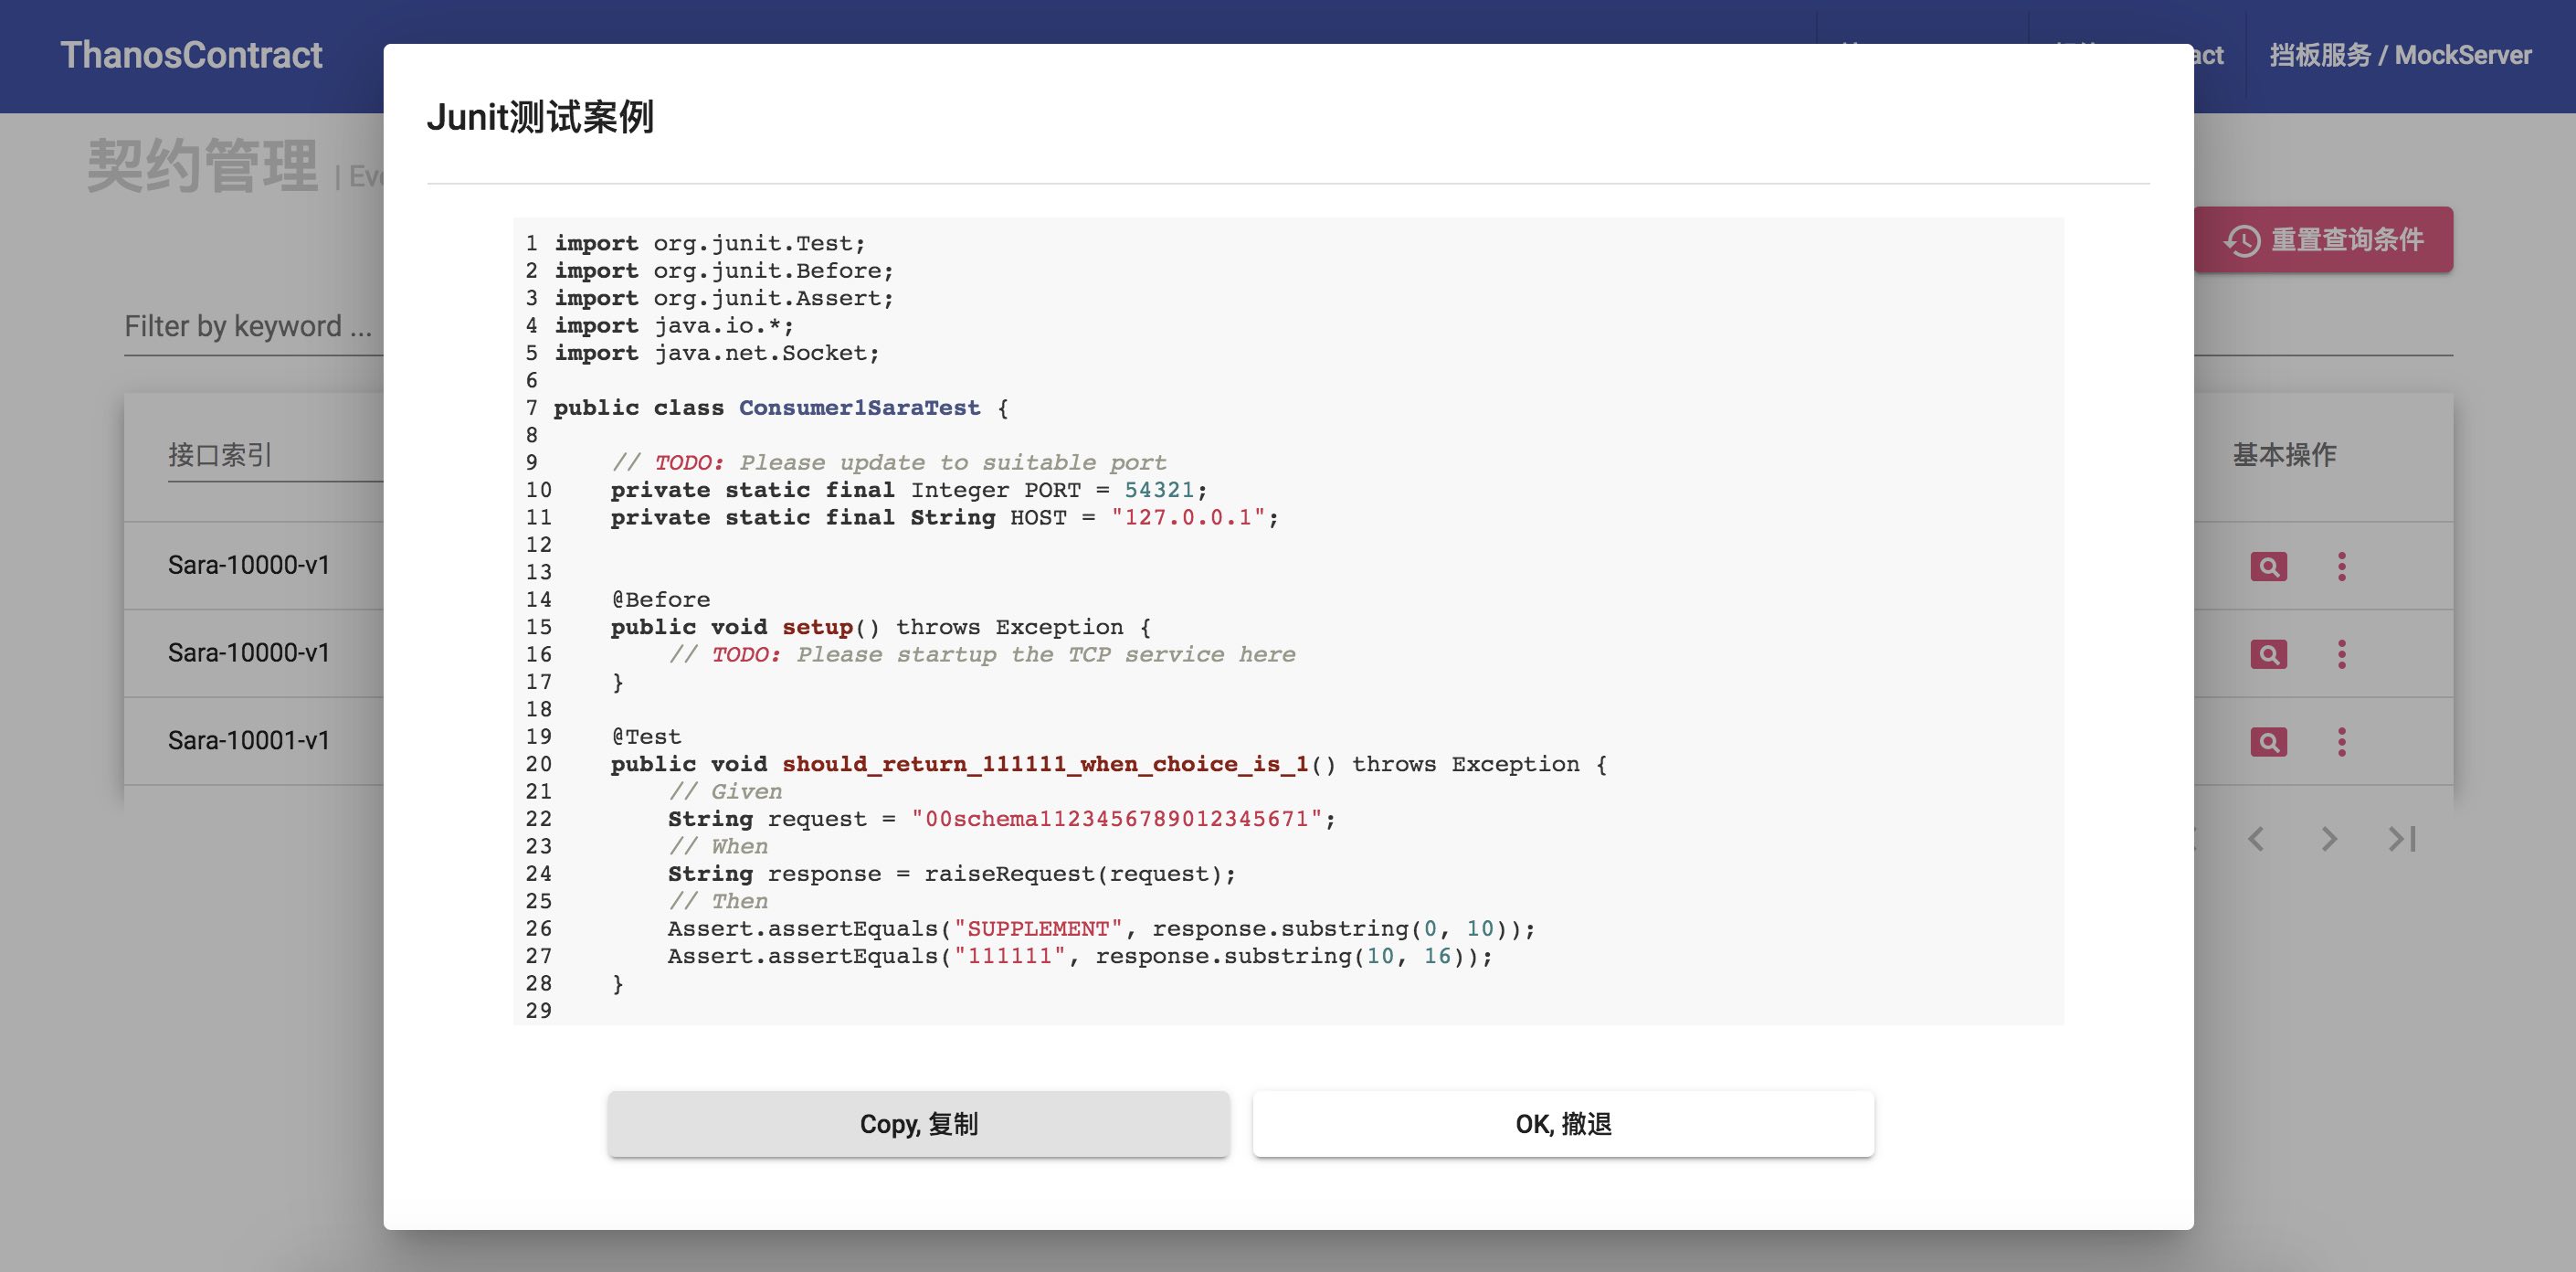 ThanosContract
挡板服务 / MockServer
契约管理
重置查询条件
Filter by keyword ...
接口索引
基本操作
Sara-10000-v1
Sara-10000-v1
Sara-10001-v1
Junit测试案例
1 import org.junit.Test;
2 import org.junit.Before;
3 import org.junit.Assert;
4 import java.io.*;
5 import java.net.Socket;
6
7 public class Consumer1SaraTest {
8
9     // TODO: Please update to suitable port
10    private static final Integer PORT = 54321;
11    private static final String HOST = "127.0.0.1";
12
13
14    @Before
15    public void setup() throws Exception {
16        // TODO: Please startup the TCP service here
17    }
18
19    @Test
20    public void should_return_111111_when_choice_is_1() throws Exception {
21        // Given
22        String request = "00schema1123456789012345671";
23        // When
24        String response = raiseRequest(request);
25        // Then
26        Assert.assertEquals("SUPPLEMENT", response.substring(0, 10));
27        Assert.assertEquals("111111", response.substring(10, 16));
28    }
29
Copy, 复制
OK, 撤退